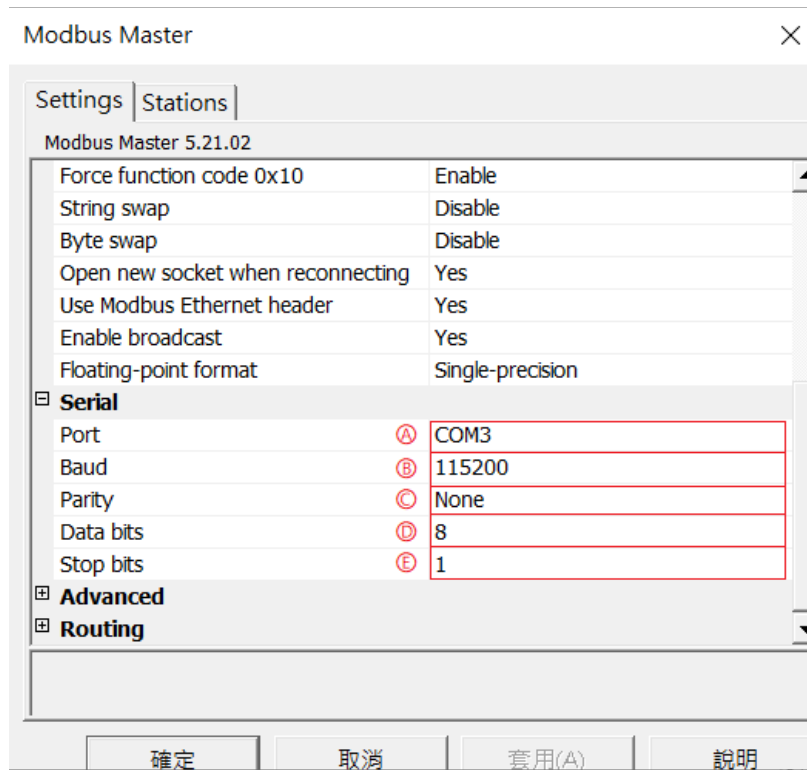 Modbus Master
Settings Stations
Modbus Master 5.21.02
Force function code 0x10 Enable
String swap Disable
Byte swap Disable
Open new socket when reconnecting Yes
Use Modbus Ethernet header Yes
Enable broadcast Yes
Floating-point format Single-precision
Serial
Port Ⓐ COM3
Baud Ⓑ 115200
Parity Ⓒ None
Data bits Ⓓ 8
Stop bits Ⓔ 1
Advanced
Routing
確定 取消 套用(A) 說明